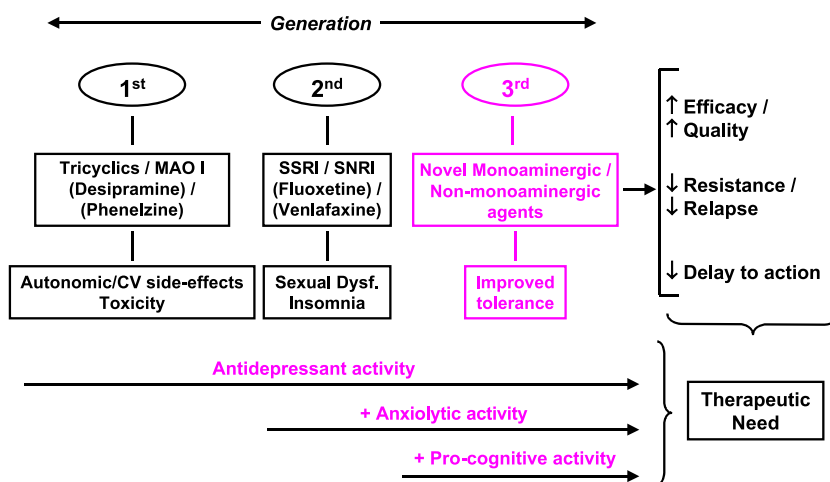 Generation
1st
2nd
3rd
Tricyclics / MAO I
(Desipramine) /
(Phenelzine)
SSRI / SNRI
(Fluoxetine) /
(Venlafaxine)
Novel Monoaminergic /
Non-monoaminergic
agents
↑ Efficacy /
↑ Quality
↓ Resistance /
↓ Relapse
↓ Delay to action
Autonomic/CV side-effects
Toxicity
Sexual Dysf.
Insomnia
Improved
tolerance
Antidepressant activity
+ Anxiolytic activity
+ Pro-cognitive activity
Therapeutic
Need